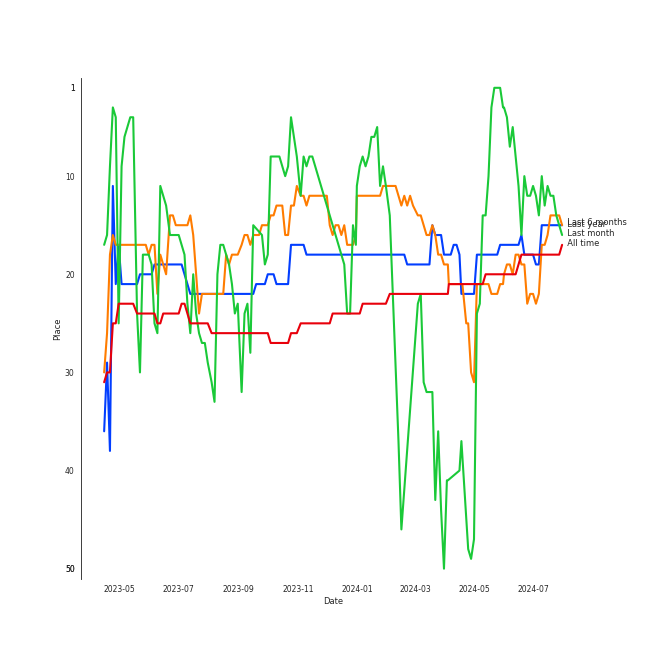 1
10
20
30
40
50
Place
2023-05
2023-07
2023-09
2023-11
2024-01
2024-03
2024-05
2024-07
Date
Last 6 months
Last year
Last month
All time